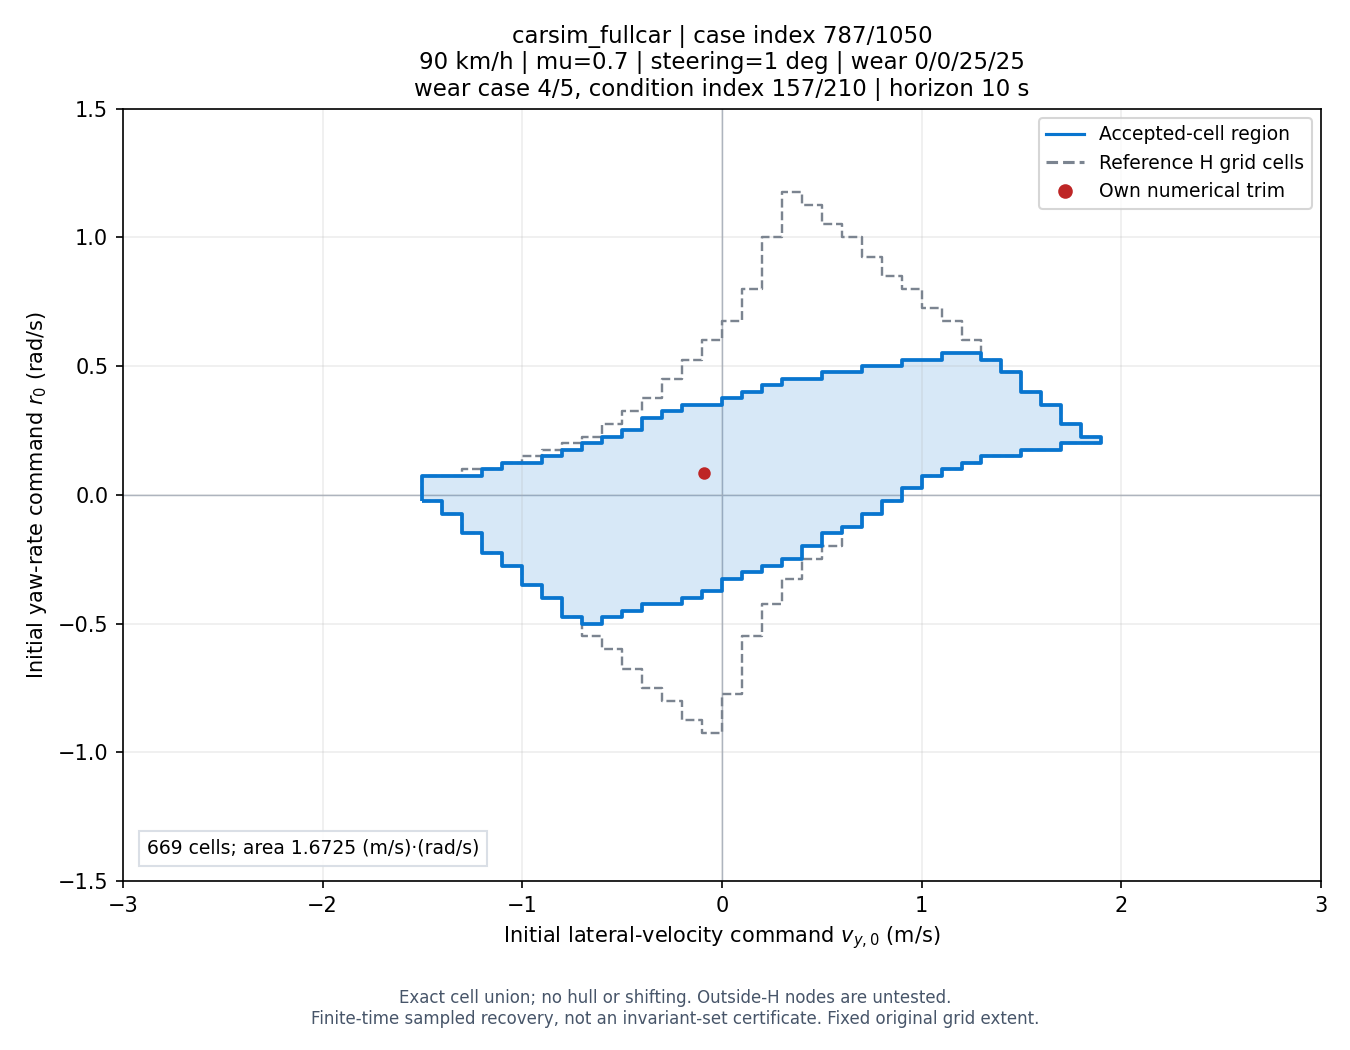 carsim_fullcar | case index 787/1050
90 km/h | mu=0.7 | steering=1 deg | wear 0/0/25/25
wear case 4/5, condition index 157/210 | horizon 10 s
Accepted-cell region
Reference H grid cells
Own numerical trim
1.5
1.0
0.5
0.0
−0.5
−1.0
−1.5
Initial yaw-rate command r0 (rad/s)
669 cells; area 1.6725 (m/s)·(rad/s)
−3
−2
−1
0
1
2
3
Initial lateral-velocity command vy,0 (m/s)
Exact cell union; no hull or shifting. Outside-H nodes are untested.
Finite-time sampled recovery, not an invariant-set certificate. Fixed original grid extent.